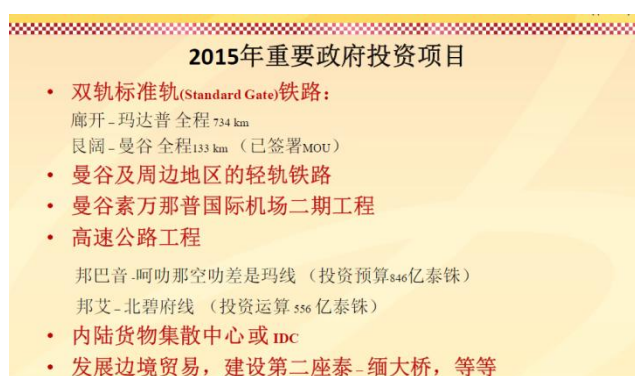 2015年重要政府投资项目
• 双轨标准轨(Standard Gate)铁路：
廊开–玛达普 全程 734 km
艮阔–曼谷 全程133 km （已签署MOU）
• 曼谷及周边地区的轻轨铁路
• 曼谷素万那普国际机场二期工程
• 高速公路工程
邦巴音-呵叻那空叻差是玛线 （投资预算846亿泰铢）
邦艾–北碧府线 （投资运算 556 亿泰铢）
• 内陆货物集散中心或 IDC
• 发展边境贸易，建设第二座泰–缅大桥，等等